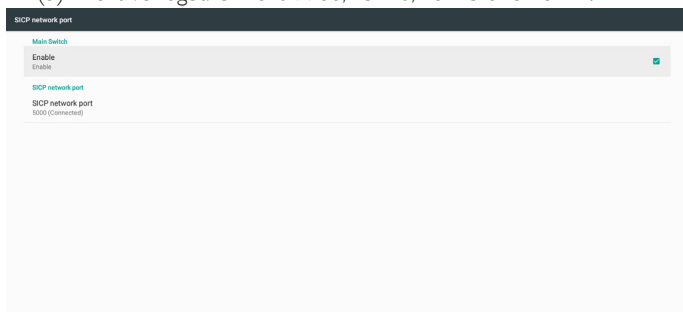 SICP network port
Main Switch
Enable
Enable
SICP network port
SICP network port
5000 (Connected)